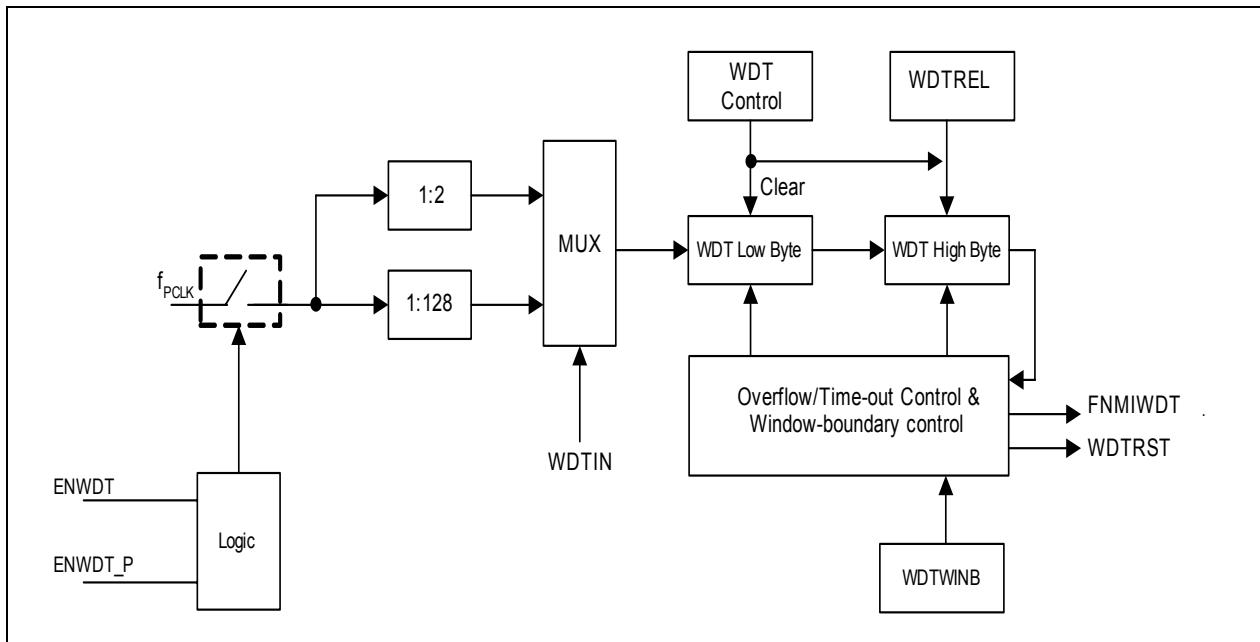 WDT
Control
WDTREL
1:2
Clear
MUX
WDT Low Byte
WDT High Byte
fPCLK
1:128
Overflow/Time-out Control &
Window-boundary control
FNMIWDT .
WDTRST
WDTIN
ENWDT
Logic
ENWDT_P
WDTWINB